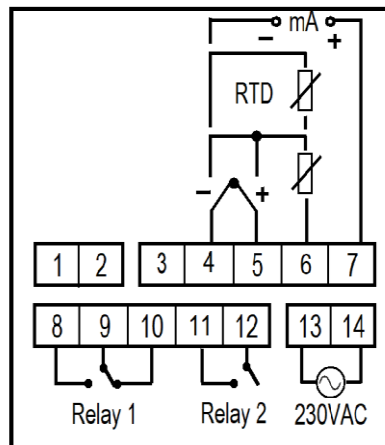 mA
− +
RTD
− +
1 2 3 4 5 6 7
8 9 10 11 12 13 14
Relay 1 Relay 2 230VAC